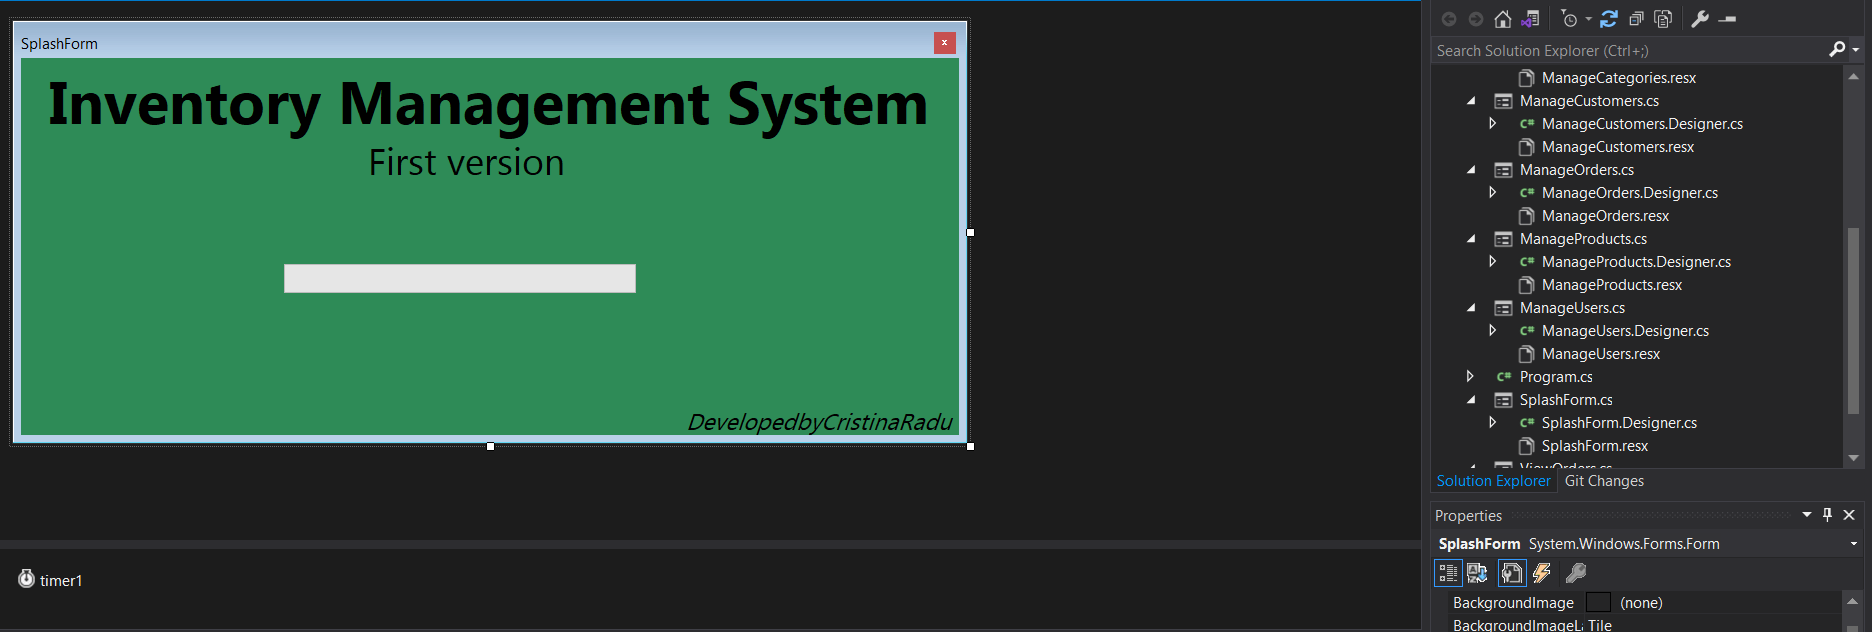 SplashForm
Inventory Management System
First version
DevelopedbyCristinaRadu
timer1
Search Solution Explorer (Ctrl+;)
ManageCategories.resx
ManageCustomers.cs
C# ManageCustomers.Designer.cs
ManageCustomers.resx
ManageOrders.cs
C# ManageOrders.Designer.cs
ManageOrders.resx
ManageProducts.cs
C# ManageProducts.Designer.cs
ManageProducts.resx
ManageUsers.cs
C# ManageUsers.Designer.cs
ManageUsers.resx
C# Program.cs
SplashForm.cs
C# SplashForm.Designer.cs
SplashForm.resx
ViewOrders.cs
Solution Explorer Git Changes
Properties
SplashForm System.Windows.Forms.Form
BackgroundImage (none)
BackgroundImageLa Tile